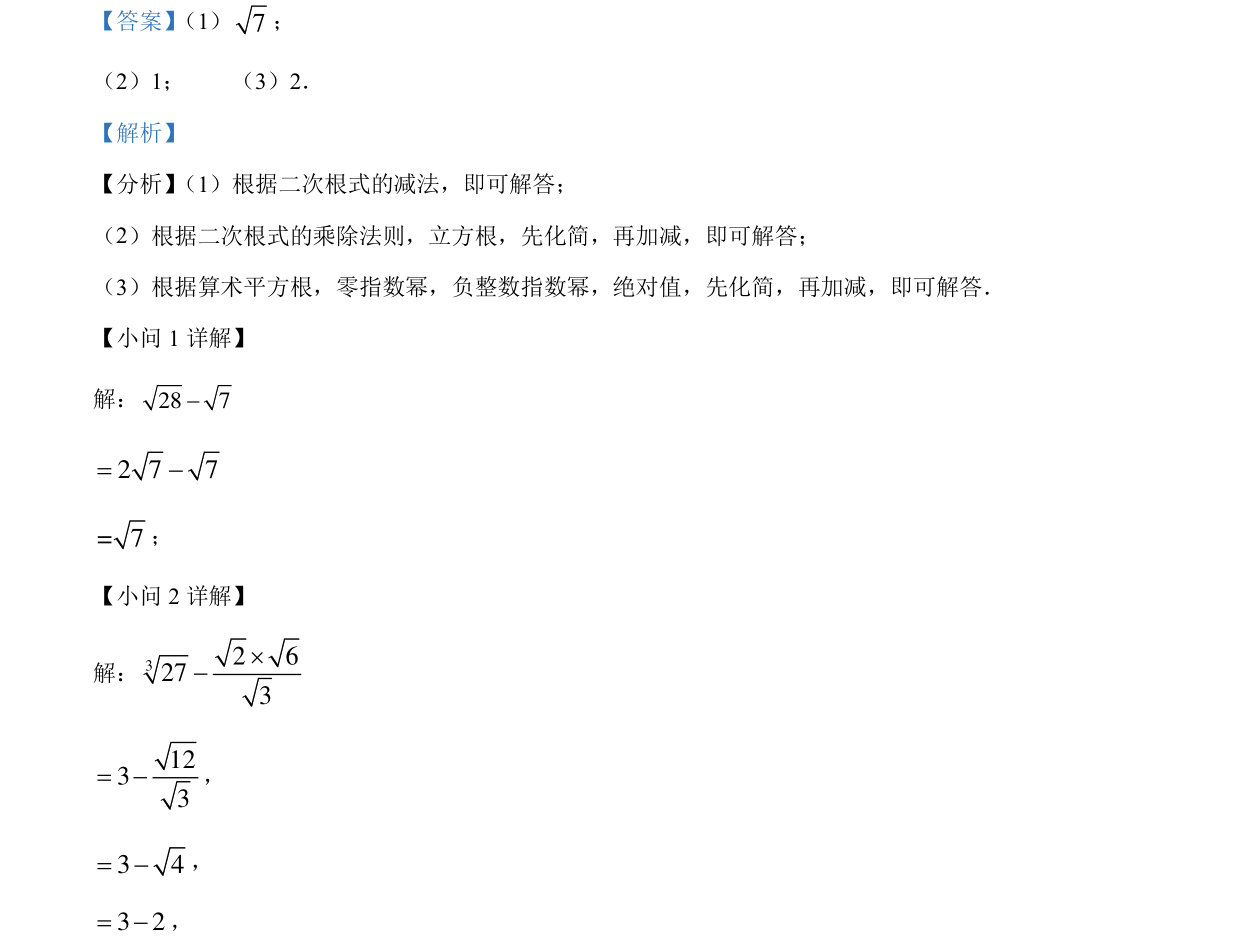 【答案】（1）√7；
（2）1；　　（3）2．
【解析】
【分析】（1）根据二次根式的减法，即可解答；
（2）根据二次根式的乘除法则，立方根，先化简，再加减，即可解答；
（3）根据算术平方根，零指数幂，负整数指数幂，绝对值，先化简，再加减，即可解答．
【小问 1 详解】
解：√28－√7
＝2√7－√7
=√7；
【小问 2 详解】
解：∛27－(√2×√6)/√3
＝3－√12/√3，
＝3－√4，
＝3－2，